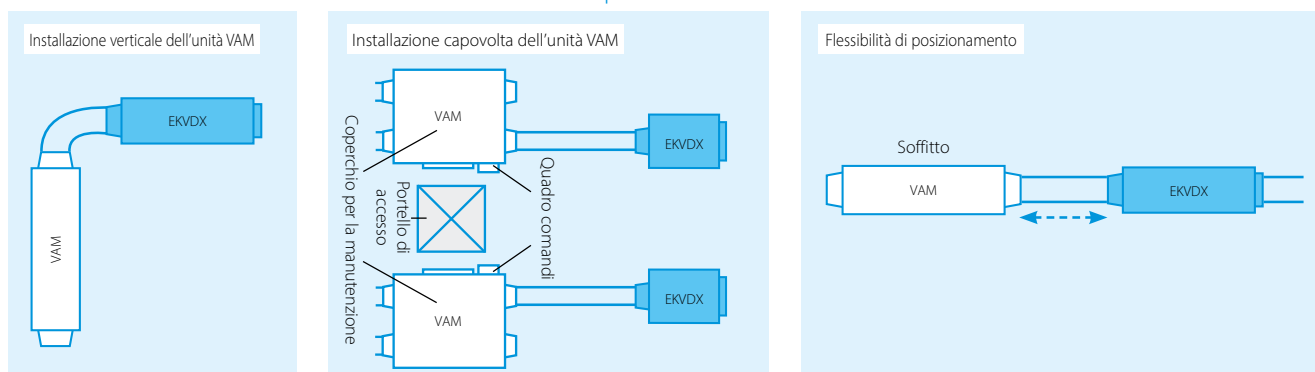 Installazione verticale dell'unità VAM
EKVDX
VAM
Installazione capovolta dell'unità VAM
VAM
EKVDX
Coperchio per la manutenzione
Portello di
accesso
Quadro comandi
VAM
EKVDX
Flessibilità di posizionamento
Soffitto
VAM
EKVDX